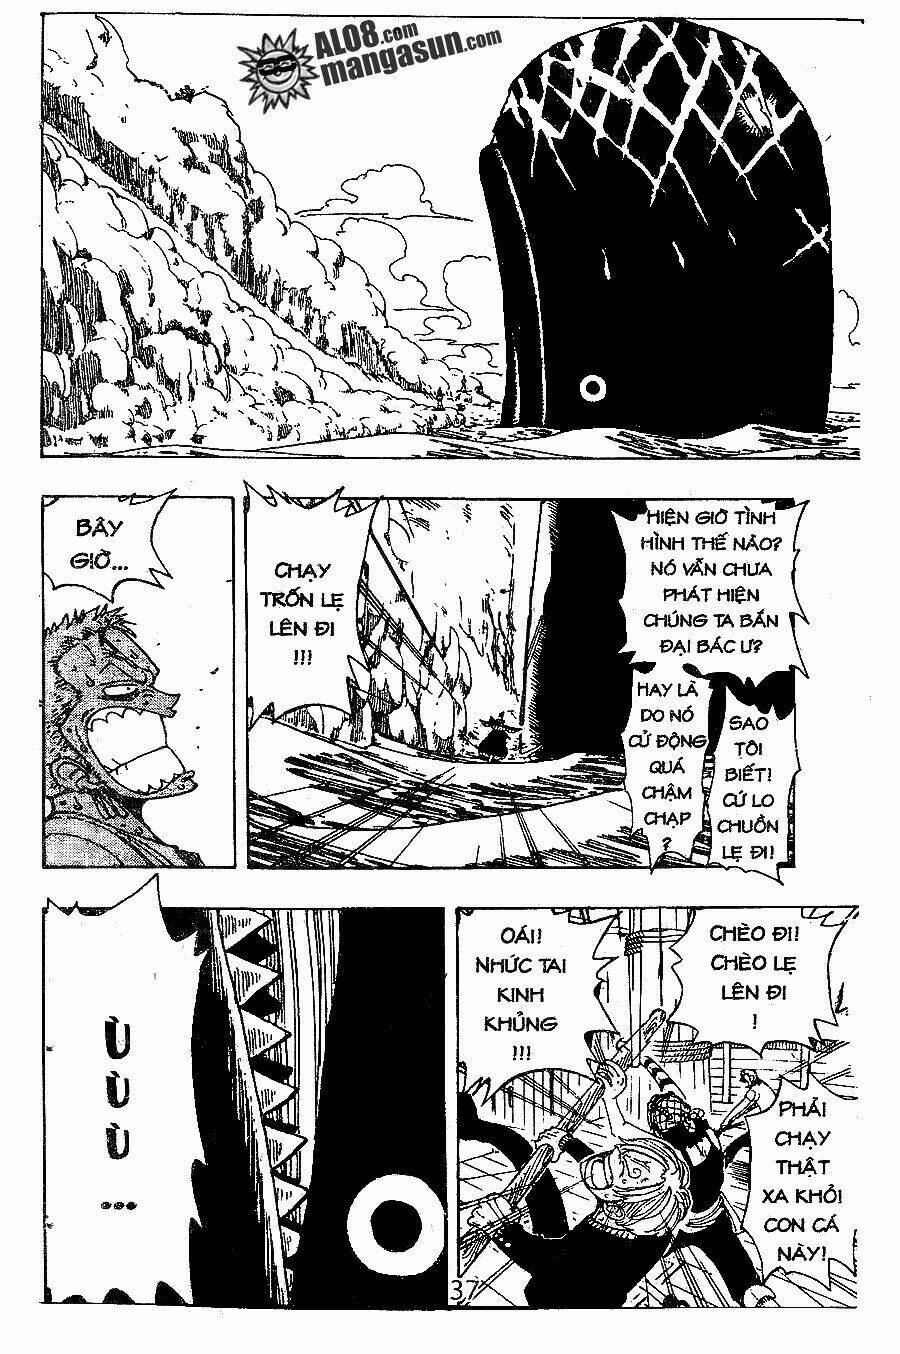 ALO8.com
mangasun.com
BÂY
GIỜ...
CHẠY
TRỐN LẸ
LÊN ĐI
!!!
HIỆN GIỜ TÌNH
HÌNH THẾ NÀO?
NÓ VẪN CHƯA
PHÁT HIỆN
CHÚNG TA BẮN
ĐẠI BÁC Ư?
HAY LÀ
DO NÓ
CỬ ĐỘNG
QUÁ
CHẬM
CHẠP
?
SAO
TÔI
BIẾT!
CỨ LO
CHUỒN
LẸ ĐI!
Ù
Ù
Ù
...
OÁI!
NHỨC TAI
KINH
KHỦNG
!!!
CHÈO ĐI!
CHÈO LẸ
LÊN ĐI
!
PHẢI
CHẠY
THẬT
XA KHỎI
CON CÁ
NÀY!
37